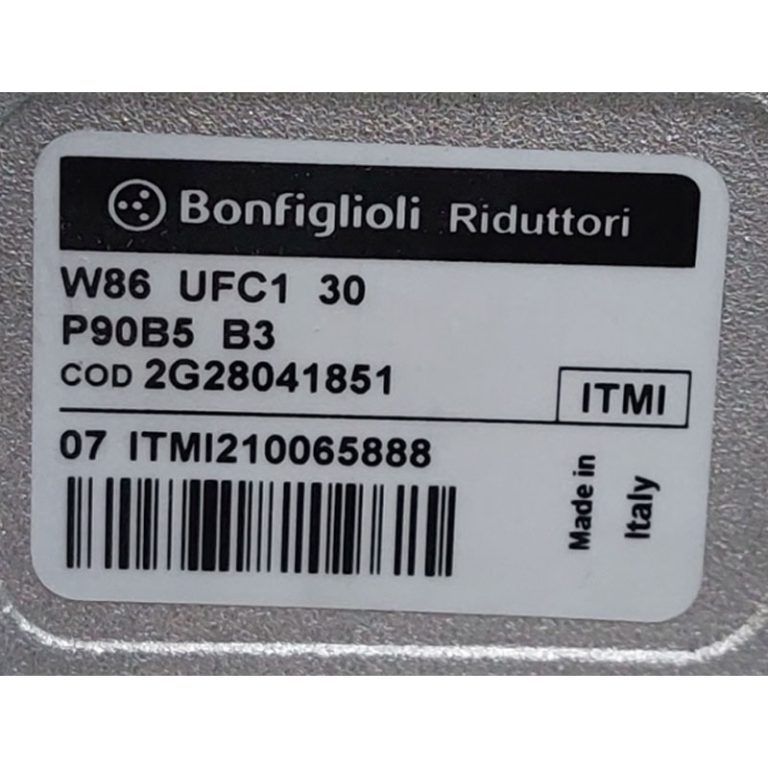 Bonfiglioli Riduttori
W86 UFC1 30
P90B5 B3
COD 2G28041851
ITMI
07 ITMI210065888
Made in
Italy